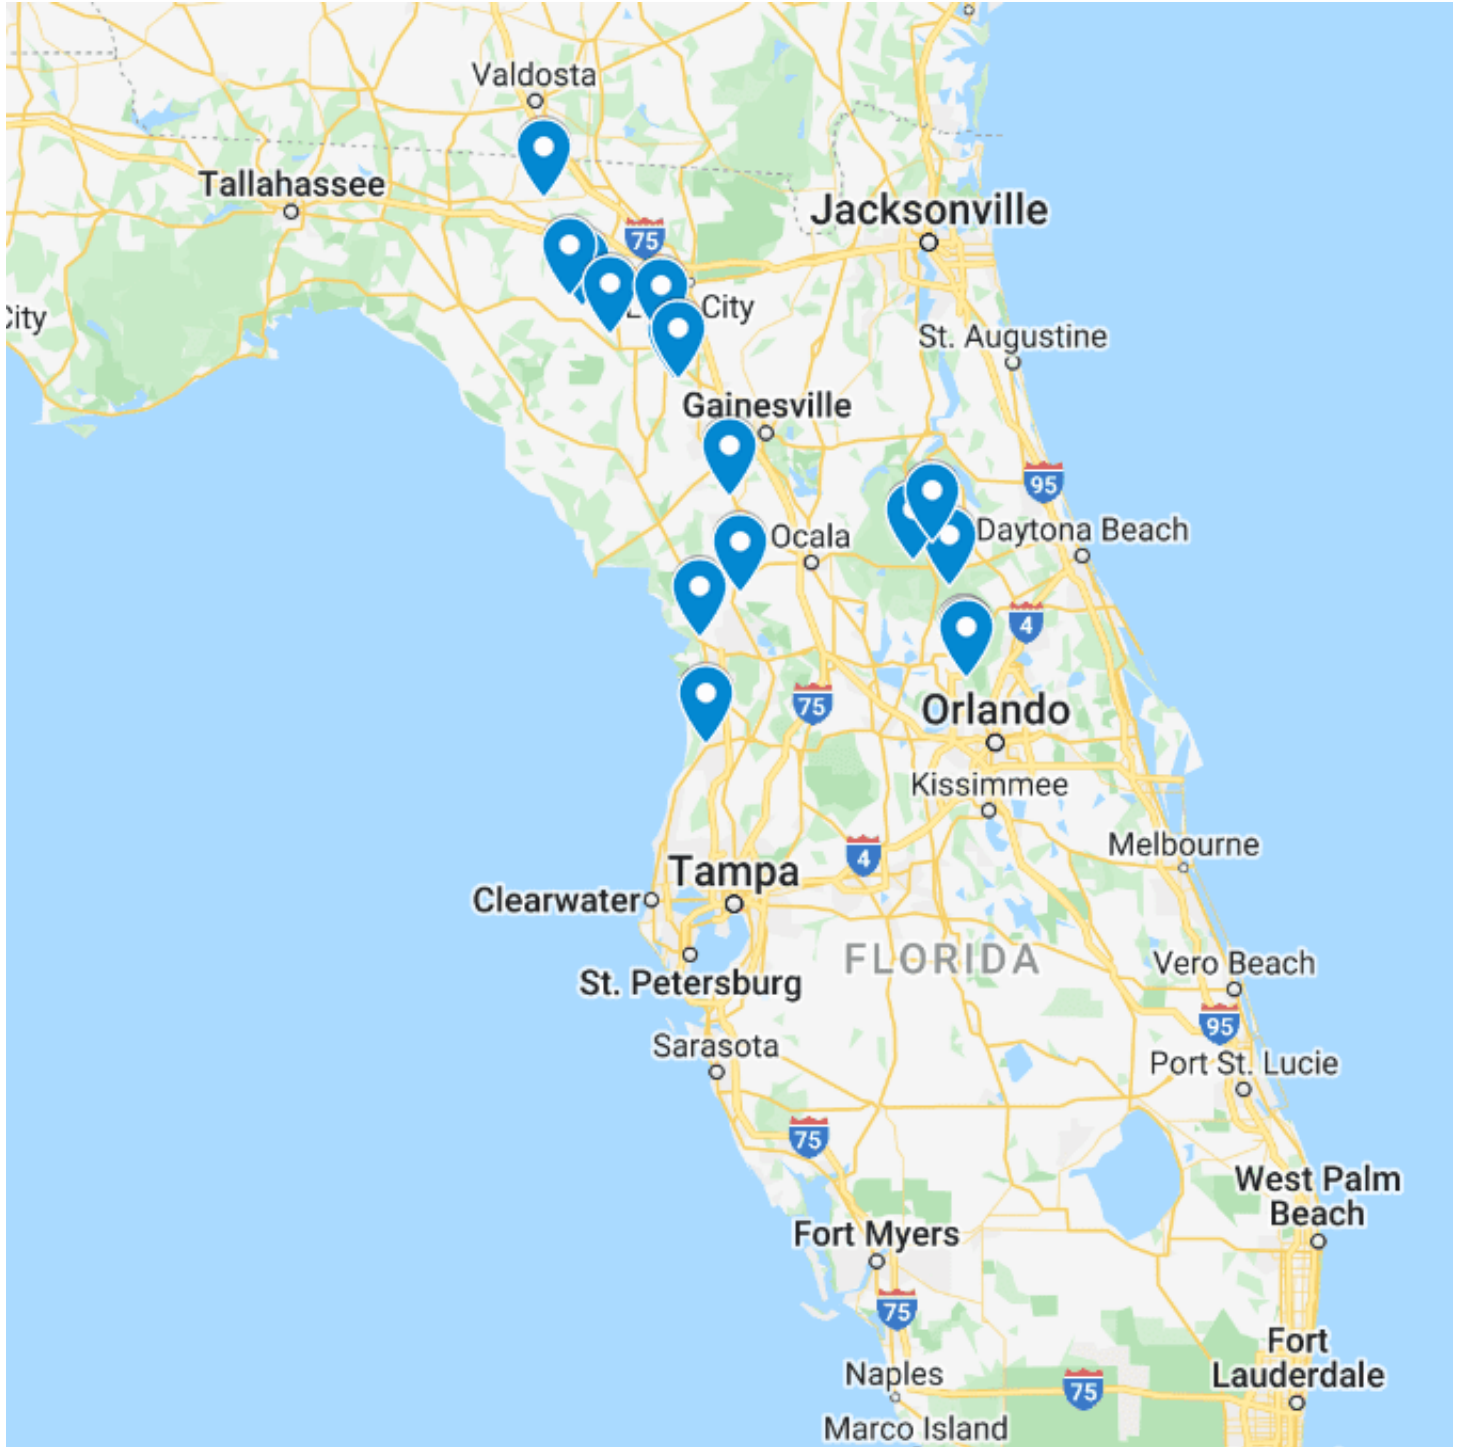 Valdosta
Tallahassee
Jacksonville
75
City
City
St. Augustine
Gainesville
95
Ocala
Daytona Beach
4
75
Orlando
Kissimmee
Melbourne
4
Tampa
Clearwater
FLORIDA
Vero Beach
St. Petersburg
95
Sarasota
Port St. Lucie
75
West Palm
Beach
Fort Myers
75
Fort
Lauderdale
Naples
75
Marco Island